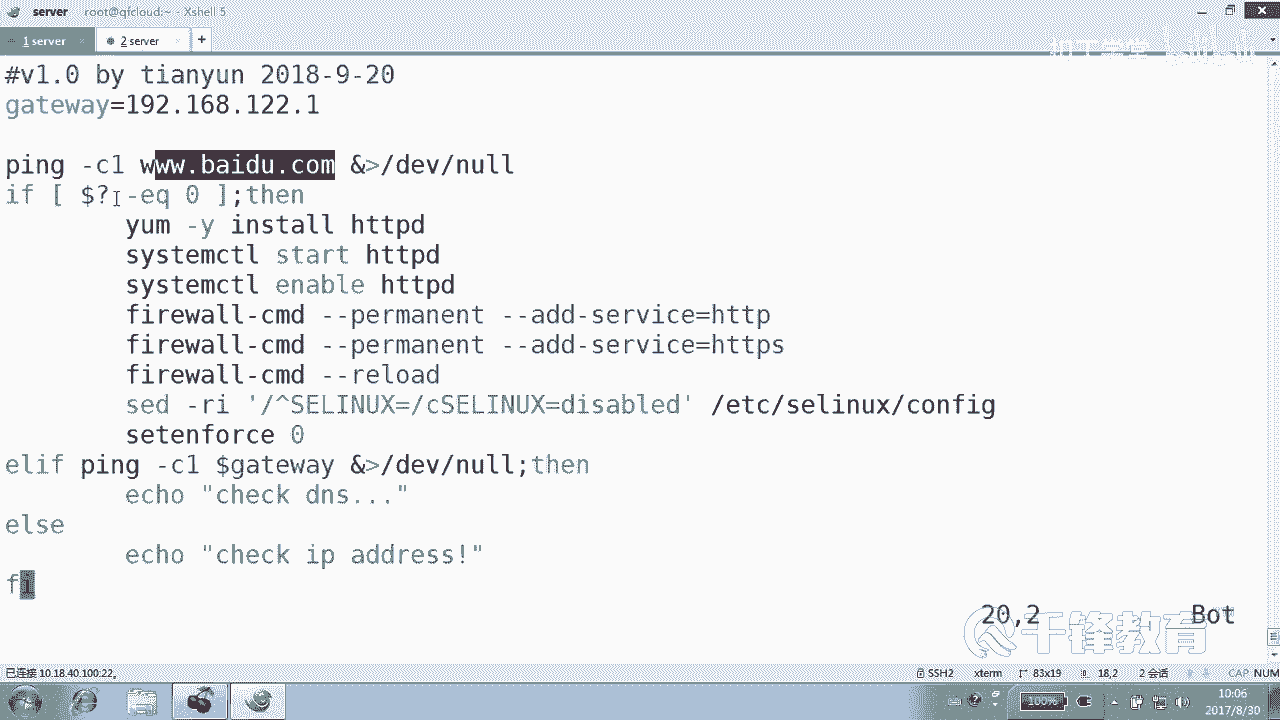 server root@qfcloud:~ - Xshell 5
1 server × 2 server × +
#v1.0 by tianyun 2018-9-20
gateway=192.168.122.1
ping -c1 www.baidu.com &>/dev/null
if [ $? -eq 0 ];then
yum -y install httpd
systemctl start httpd
systemctl enable httpd
firewall-cmd --permanent --add-service=http
firewall-cmd --permanent --add-service=https
firewall-cmd --reload
sed -ri '/^SELINUX=/cSELINUX=disabled' /etc/selinux/config
setenforce 0
elif ping -c1 $gateway &>/dev/null;then
echo "check dns..."
else
echo "check ip address!"
fi
20,2 Bot
千锋教育
已连接 10.18.40.100:22。 SSH2 xterm 83x19 18,2 2 会话 CAP NUM
100% 10:06
2017/8/30